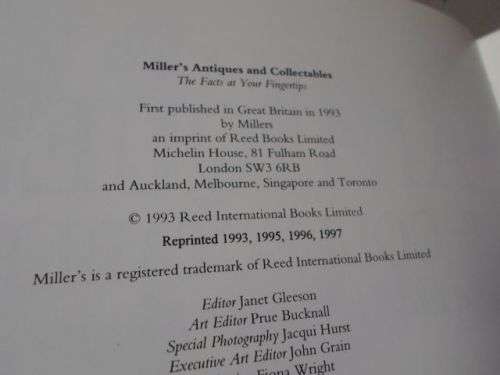 Miller's Antiques and Collectables
The Facts at Your Fingertips
First published in Great Britain in 1993
by Millers
an imprint of Reed Books Limited
Michelin House, 81 Fulham Road
London SW3 6RB
and Auckland, Melbourne, Singapore and Toronto
© 1993 Reed International Books Limited
Reprinted 1993, 1995, 1996, 1997
Miller's is a registered trademark of Reed International Books Limited
Editor Janet Gleeson
Art Editor Prue Bucknall
Special Photography Jacqui Hurst
Executive Art Editor John Grain
Fiona Wright